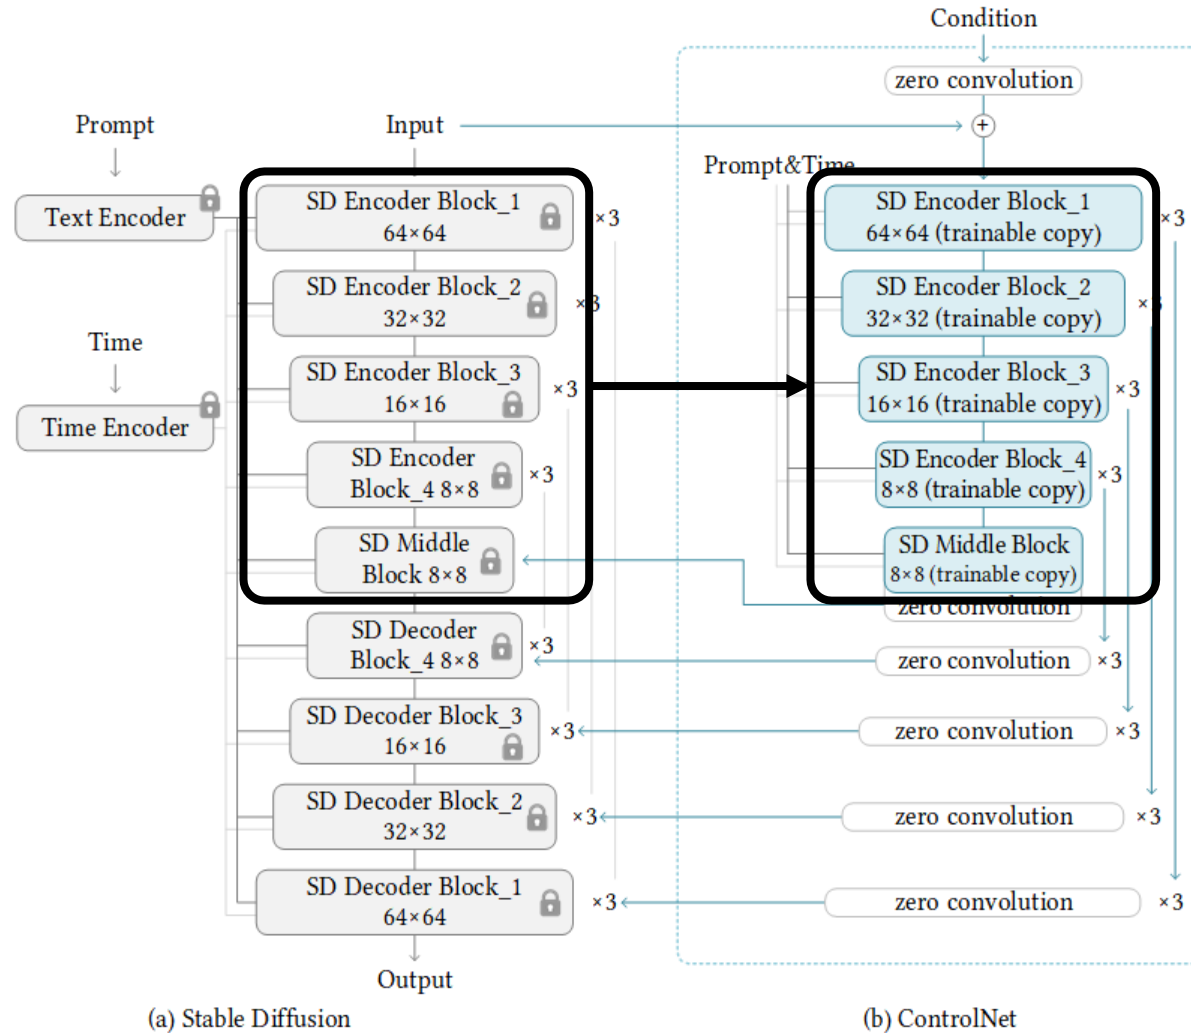 Condition
zero convolution
Prompt
Input
+
Prompt&Time
Text Encoder
SD Encoder Block_1
64×64
×3
SD Encoder Block_2
32×32
×3
Time
SD Encoder Block_3
16×16
×3
Time Encoder
SD Encoder
Block_4 8×8
×3
SD Middle
Block 8×8
SD Decoder
Block_4 8×8
×3
SD Decoder Block_3
16×16
×3
SD Decoder Block_2
32×32
×3
SD Decoder Block_1
64×64
×3
Output
(a) Stable Diffusion
SD Encoder Block_1
64×64 (trainable copy)
×3
SD Encoder Block_2
32×32 (trainable copy)
×3
SD Encoder Block_3
16×16 (trainable copy)
×3
SD Encoder Block_4
8×8 (trainable copy)
×3
SD Middle Block
8×8 (trainable copy)
zero convolution
zero convolution
×3
zero convolution
×3
zero convolution
×3
zero convolution
×3
(b) ControlNet